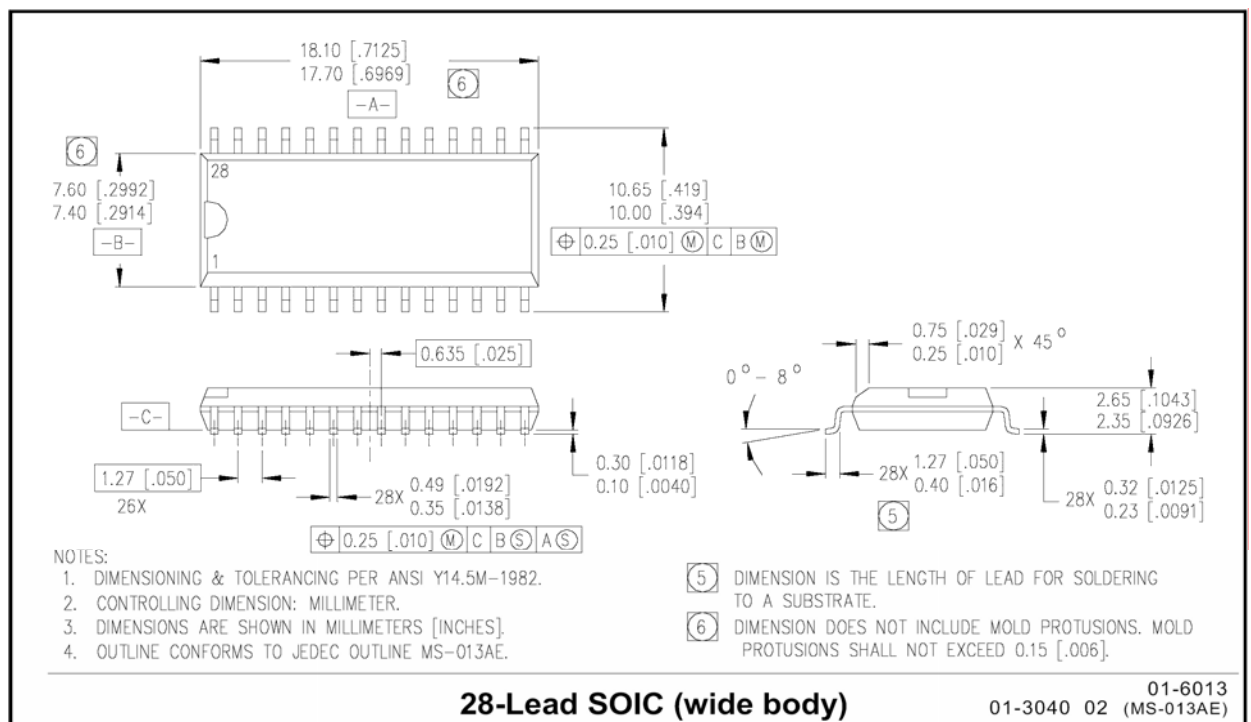 18.10 [.7125]
17.70 [.6969]
-A-
6
28
1
6
7.60 [.2992]
7.40 [.2914]
-B-
10.65 [.419]
10.00 [.394]
⌖ 0.25 [.010] Ⓜ C B Ⓜ
0.635 [.025]
-C-
1.27 [.050]
26X
28X 0.49 [.0192]
0.35 [.0138]
⌖ 0.25 [.010] Ⓜ C B Ⓢ A Ⓢ
0.30 [.0118]
0.10 [.0040]
0.75 [.029]
0.25 [.010] X 45°
0° - 8°
2.65 [.1043]
2.35 [.0926]
28X 1.27 [.050]
0.40 [.016]
5
28X 0.32 [.0125]
0.23 [.0091]
NOTES:
1. DIMENSIONING & TOLERANCING PER ANSI Y14.5M-1982.
2. CONTROLLING DIMENSION: MILLIMETER.
3. DIMENSIONS ARE SHOWN IN MILLIMETERS [INCHES].
4. OUTLINE CONFORMS TO JEDEC OUTLINE MS-013AE.
5 DIMENSION IS THE LENGTH OF LEAD FOR SOLDERING
TO A SUBSTRATE.
6 DIMENSION DOES NOT INCLUDE MOLD PROTUSIONS. MOLD
PROTUSIONS SHALL NOT EXCEED 0.15 [.006].
28-Lead SOIC (wide body)
01-6013
01-3040 02 (MS-013AE)